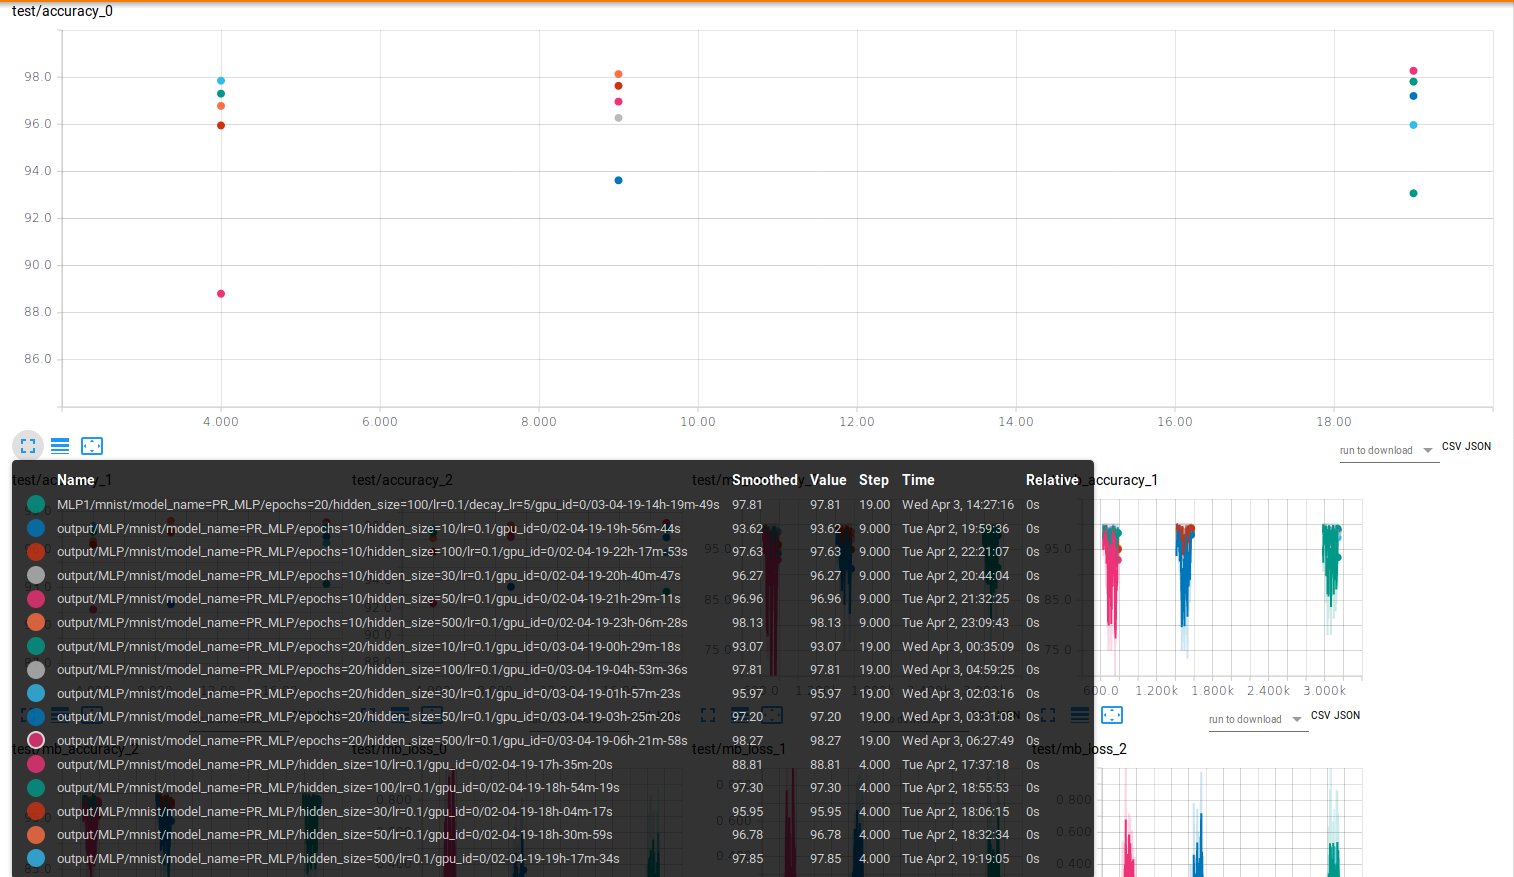 test/accuracy_0
98.0
96.0
94.0
92.0
90.0
88.0
86.0
4.000 6.000 8.000 10.00 12.00 14.00 16.00 18.00
run to download CSV JSON
Name Smoothed Value Step Time Relative
MLP1/mnist/model_name=PR_MLP/epochs=20/hidden_size=100/lr=0.1/decay_lr=5/gpu_id=0/03-04-19-14h-19m-49s 97.81 97.81 19.00 Wed Apr 3, 14:27:16 0s
output/MLP/mnist/model_name=PR_MLP/epochs=10/hidden_size=10/lr=0.1/gpu_id=0/02-04-19-19h-56m-44s 93.62 93.62 9.000 Tue Apr 2, 19:59:36 0s
output/MLP/mnist/model_name=PR_MLP/epochs=10/hidden_size=100/lr=0.1/gpu_id=0/02-04-19-22h-17m-53s 97.63 97.63 9.000 Tue Apr 2, 22:21:07 0s
output/MLP/mnist/model_name=PR_MLP/epochs=10/hidden_size=30/lr=0.1/gpu_id=0/02-04-19-20h-40m-47s 96.27 96.27 9.000 Tue Apr 2, 20:44:04 0s
output/MLP/mnist/model_name=PR_MLP/epochs=10/hidden_size=50/lr=0.1/gpu_id=0/02-04-19-21h-29m-11s 96.96 96.96 9.000 Tue Apr 2, 21:32:25 0s
output/MLP/mnist/model_name=PR_MLP/epochs=10/hidden_size=500/lr=0.1/gpu_id=0/02-04-19-23h-06m-28s 98.13 98.13 9.000 Tue Apr 2, 23:09:43 0s
output/MLP/mnist/model_name=PR_MLP/epochs=20/hidden_size=10/lr=0.1/gpu_id=0/03-04-19-00h-29m-18s 93.07 93.07 19.00 Wed Apr 3, 00:35:09 0s
output/MLP/mnist/model_name=PR_MLP/epochs=20/hidden_size=100/lr=0.1/gpu_id=0/03-04-19-04h-53m-36s 97.81 97.81 19.00 Wed Apr 3, 04:59:25 0s
output/MLP/mnist/model_name=PR_MLP/epochs=20/hidden_size=30/lr=0.1/gpu_id=0/03-04-19-01h-57m-23s 95.97 95.97 19.00 Wed Apr 3, 02:03:16 0s
output/MLP/mnist/model_name=PR_MLP/epochs=20/hidden_size=50/lr=0.1/gpu_id=0/03-04-19-03h-25m-20s 97.20 97.20 19.00 Wed Apr 3, 03:31:08 0s
output/MLP/mnist/model_name=PR_MLP/epochs=20/hidden_size=500/lr=0.1/gpu_id=0/03-04-19-06h-21m-58s 98.27 98.27 19.00 Wed Apr 3, 06:27:49 0s
output/MLP/mnist/model_name=PR_MLP/hidden_size=10/lr=0.1/gpu_id=0/02-04-19-17h-35m-20s 88.81 88.81 4.000 Tue Apr 2, 17:37:18 0s
output/MLP/mnist/model_name=PR_MLP/hidden_size=100/lr=0.1/gpu_id=0/02-04-19-18h-54m-19s 97.30 97.30 4.000 Tue Apr 2, 18:55:53 0s
output/MLP/mnist/model_name=PR_MLP/hidden_size=30/lr=0.1/gpu_id=0/02-04-19-18h-04m-17s 95.95 95.95 4.000 Tue Apr 2, 18:06:15 0s
output/MLP/mnist/model_name=PR_MLP/hidden_size=50/lr=0.1/gpu_id=0/02-04-19-18h-30m-59s 96.78 96.78 4.000 Tue Apr 2, 18:32:34 0s
output/MLP/mnist/model_name=PR_MLP/hidden_size=500/lr=0.1/gpu_id=0/02-04-19-19h-17m-34s 97.85 97.85 4.000 Tue Apr 2, 19:19:05 0s
test/accuracy_2
accuracy_1
95.0
85.0
75.0
600.0 1.200k 1.800k 2.400k 3.000k
run to download CSV JSON
test/mb_accuracy_2 test/mb_loss_0 test/mb_loss_1 test/mb_loss_2
0.800
0.600
0.400